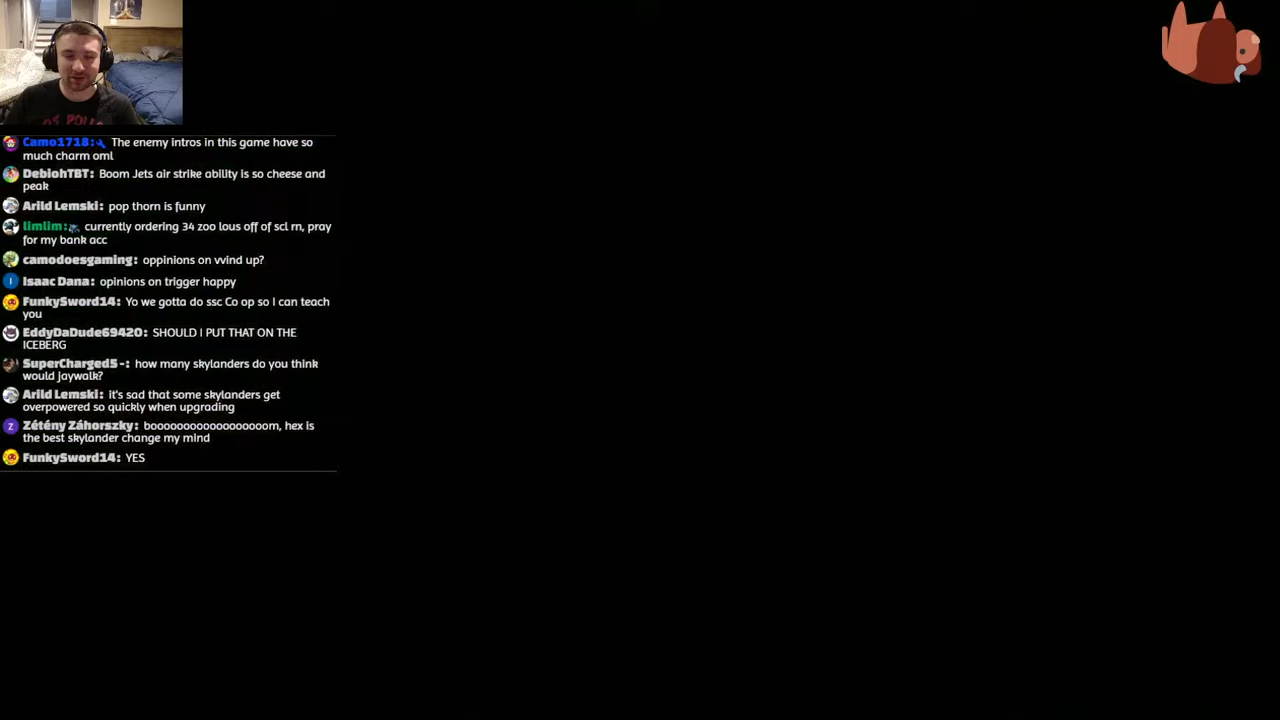 Camo1718: The enemy intros in this game have so
much charm oml
DebiohTBT: Boom Jets air strike ability is so cheese and
peak
Arild Lemski: pop thorn is funny
limlim: currently ordering 34 zoo lous off of scl rn, pray
for my bank acc
camodoesgaming: oppinions on vvind up?
Isaac Dana: opinions on trigger happy
FunkySword14: Yo we gotta do ssc Co op so I can teach
you
EddyDaDude69420: SHOULD I PUT THAT ON THE
ICEBERG
SuperCharged5 -: how many skylanders do you think
would jaywalk?
Arild Lemski: it's sad that some skylanders get
overpowered so quickly when upgrading
Z
Zétény Záhorszky: boooooooooooooooooom, hex is
the best skylander change my mind
FunkySword14: YES